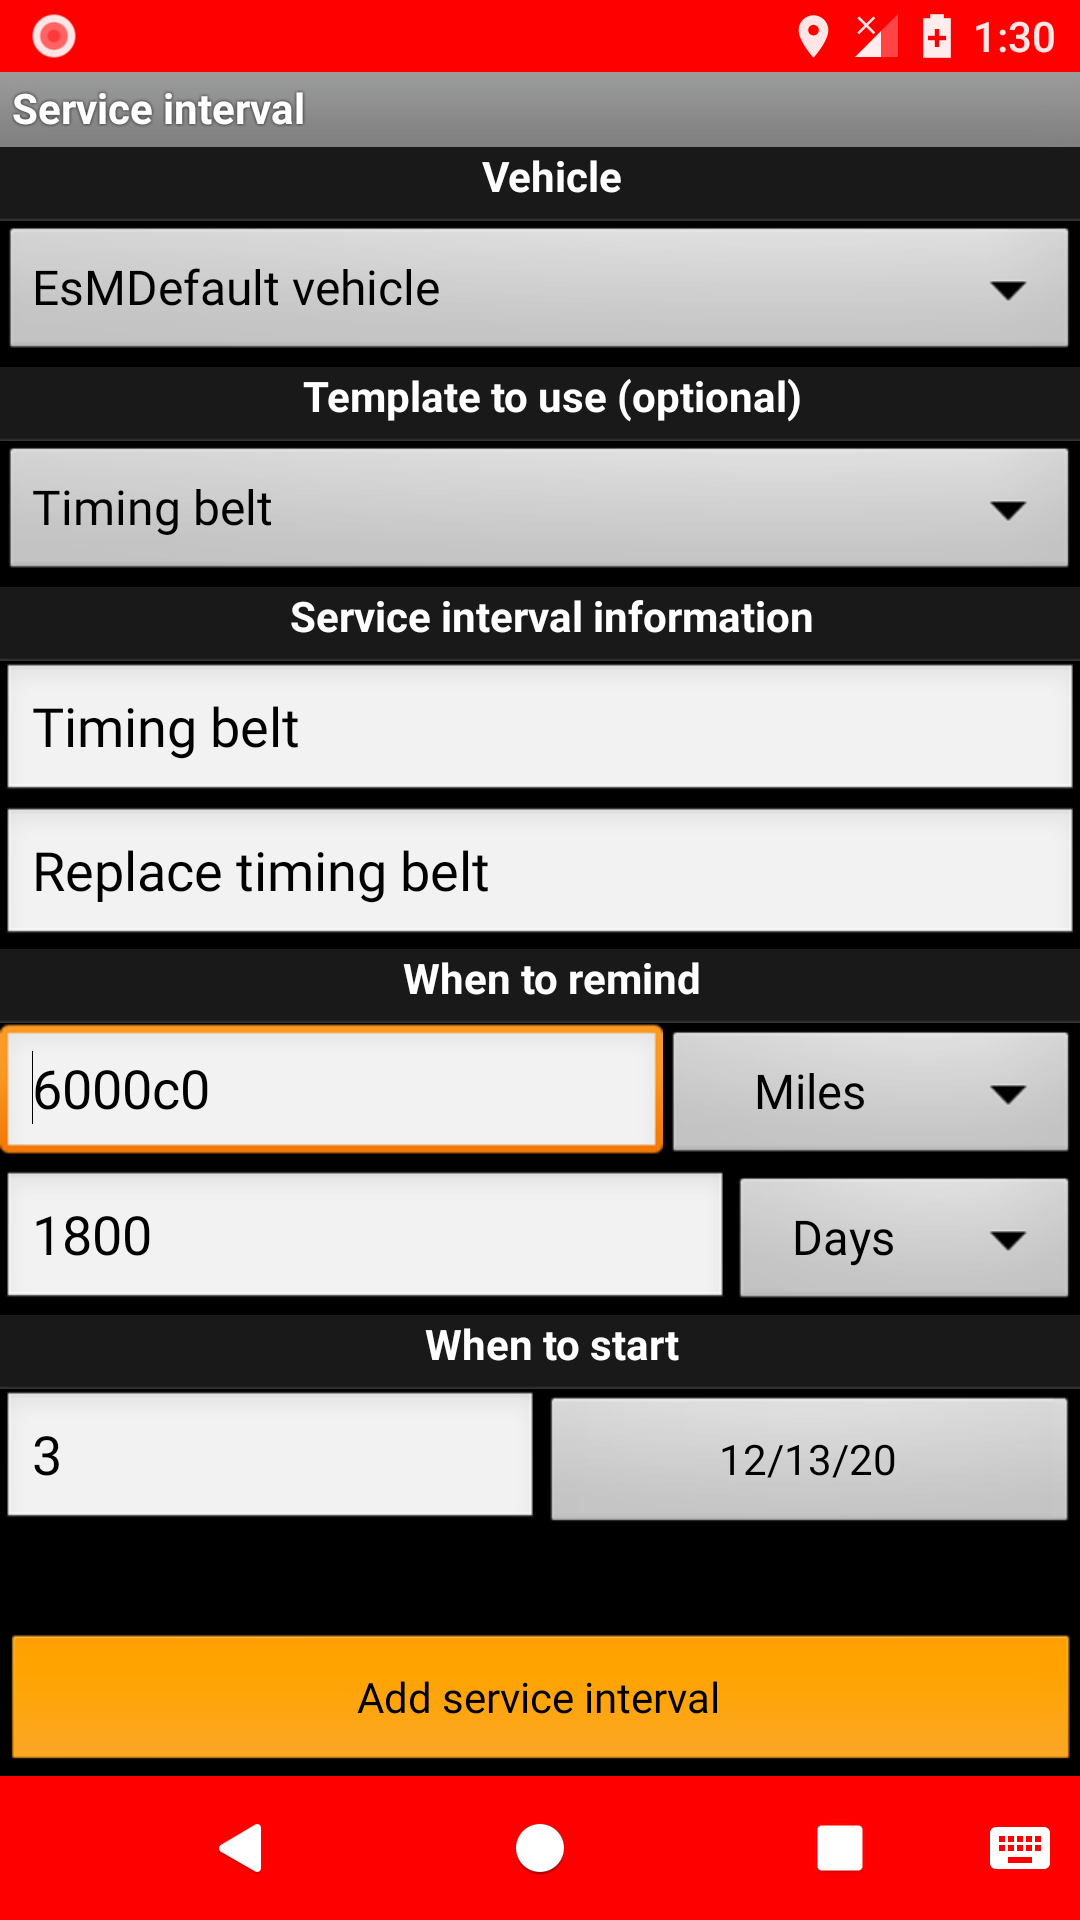 1:30
Service interval
Vehicle
EsMDefault vehicle
Template to use (optional)
Timing belt
Service interval information
Timing belt
Replace timing belt
When to remind
6000c0
Miles
1800
Days
When to start
3
12/13/20
Add service interval